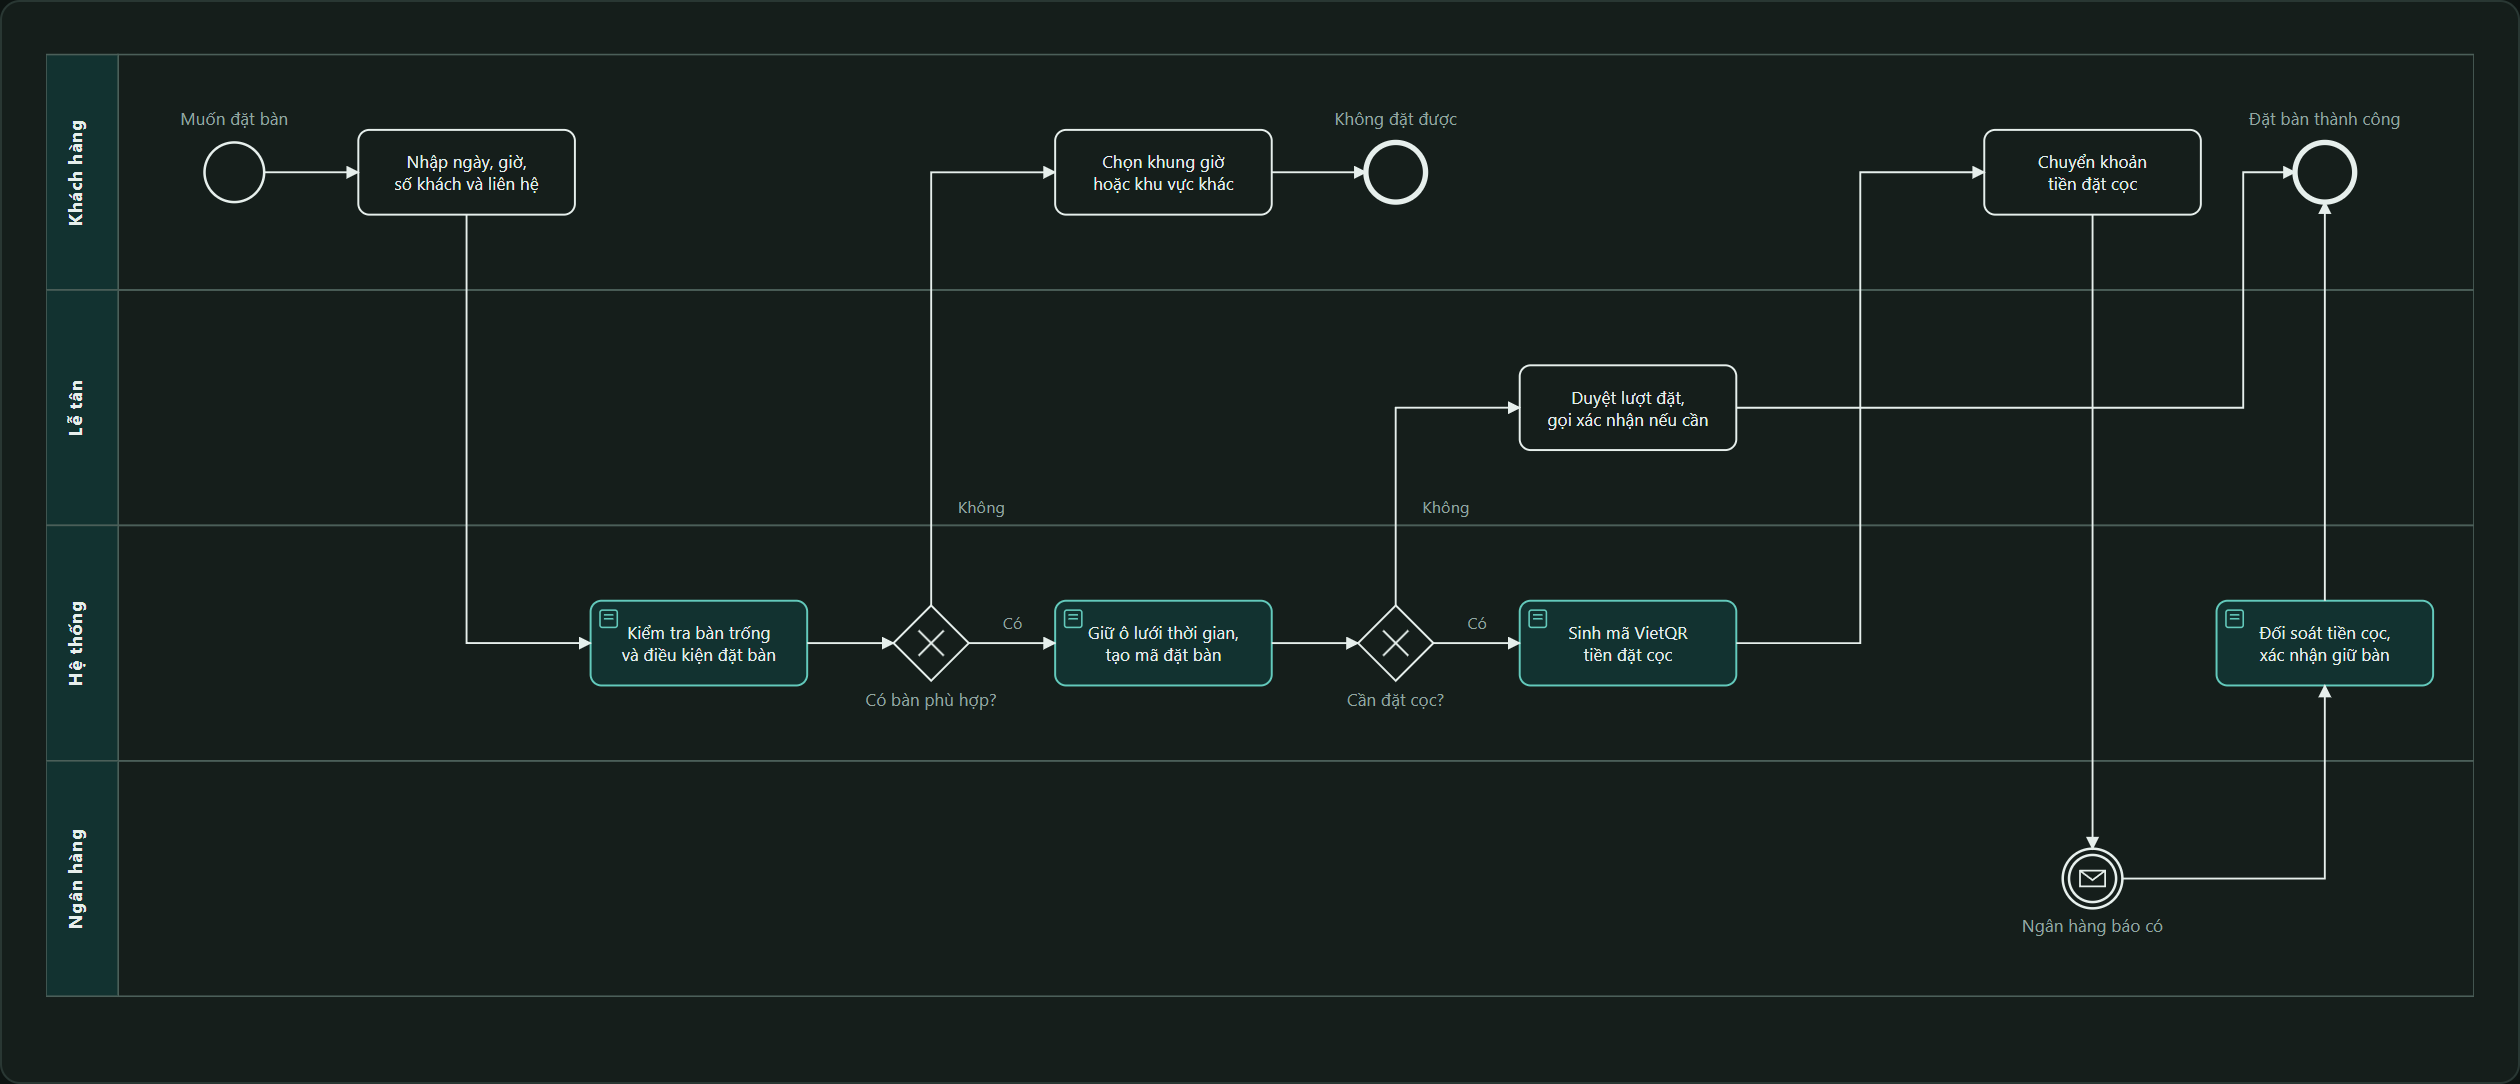 Khách hàng
Muốn đặt bàn
Nhập ngày, giờ,
số khách và liên hệ
Chọn khung giờ
hoặc khu vực khác
Không đặt được
Chuyển khoản
tiền đặt cọc
Đặt bàn thành công
Lễ tân
Duyệt lượt đặt,
gọi xác nhận nếu cần
Không
Không
Hệ thống
Kiểm tra bàn trống
và điều kiện đặt bàn
Có bàn phù hợp?
Có
Giữ ô lưới thời gian,
tạo mã đặt bàn
Cần đặt cọc?
Có
Sinh mã VietQR
tiền đặt cọc
Đối soát tiền cọc,
xác nhận giữ bàn
Ngân hàng
Ngân hàng báo có